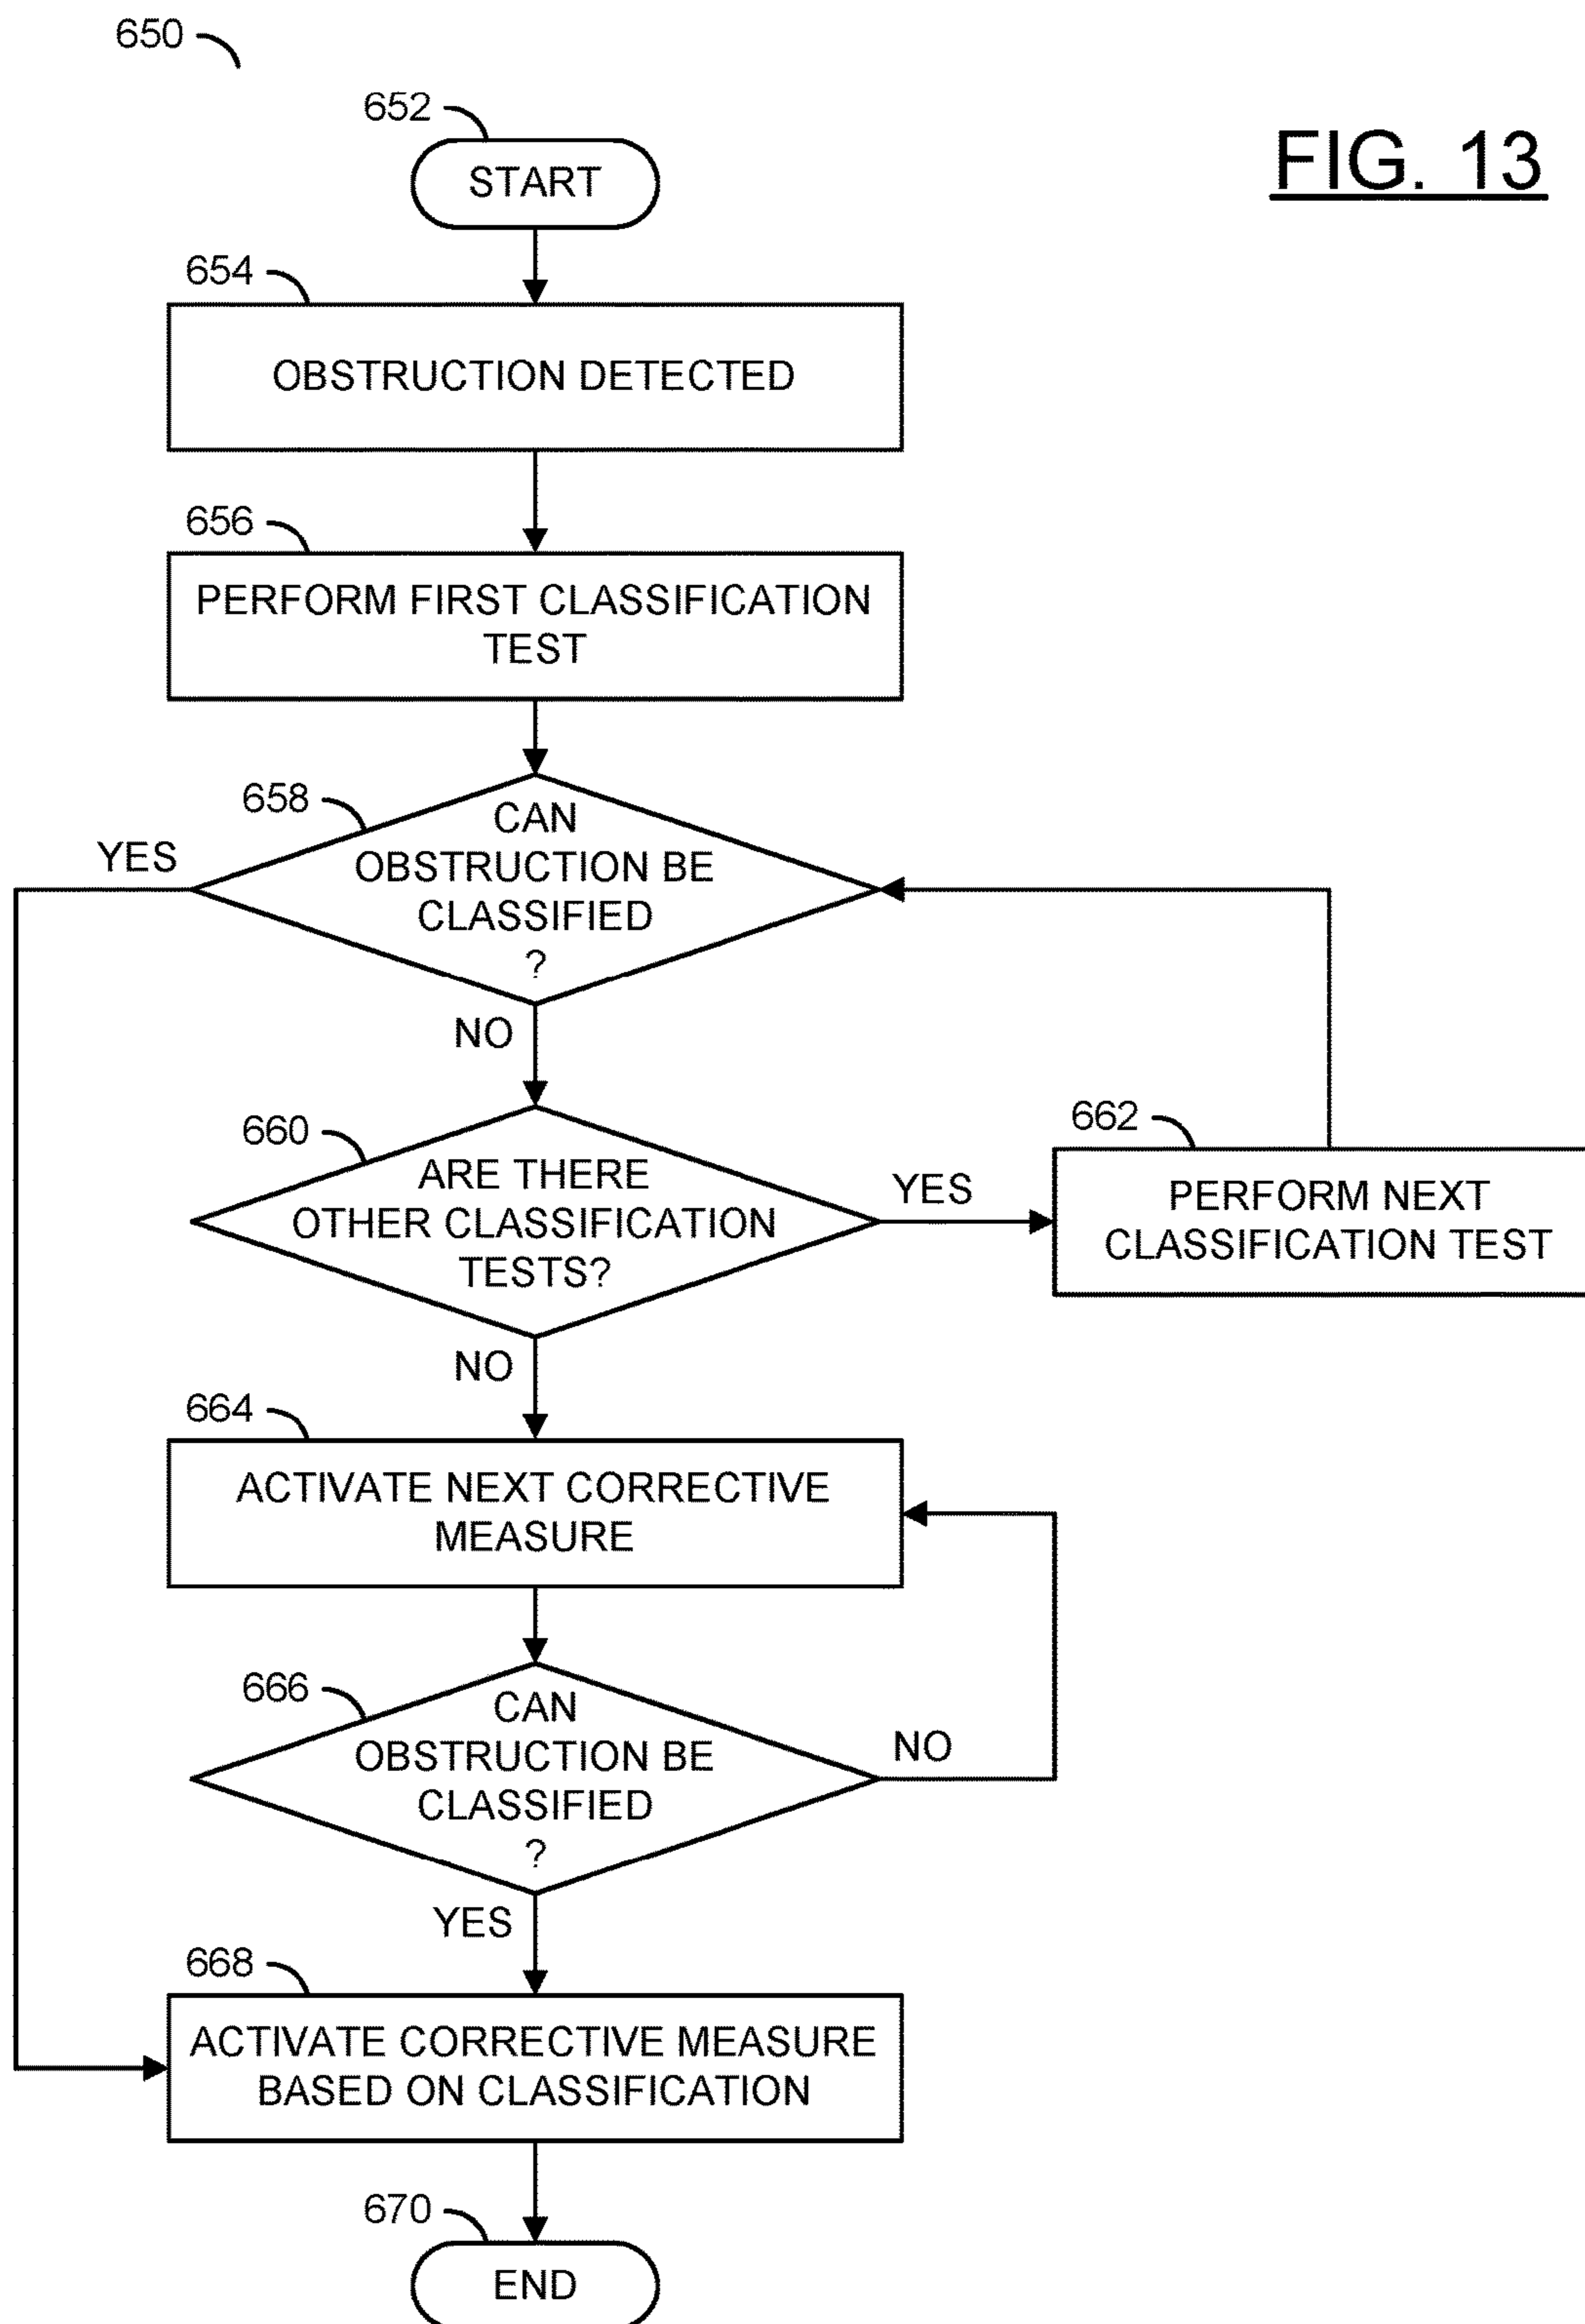 650
FIG. 13
652
START
654
OBSTRUCTION DETECTED
656
PERFORM FIRST CLASSIFICATION
TEST
658
CAN
OBSTRUCTION BE
CLASSIFIED
?
YES
NO
660
ARE THERE
OTHER CLASSIFICATION
TESTS?
YES
662
PERFORM NEXT
CLASSIFICATION TEST
NO
664
ACTIVATE NEXT CORRECTIVE
MEASURE
666
CAN
OBSTRUCTION BE
CLASSIFIED
?
NO
YES
668
ACTIVATE CORRECTIVE MEASURE
BASED ON CLASSIFICATION
670
END